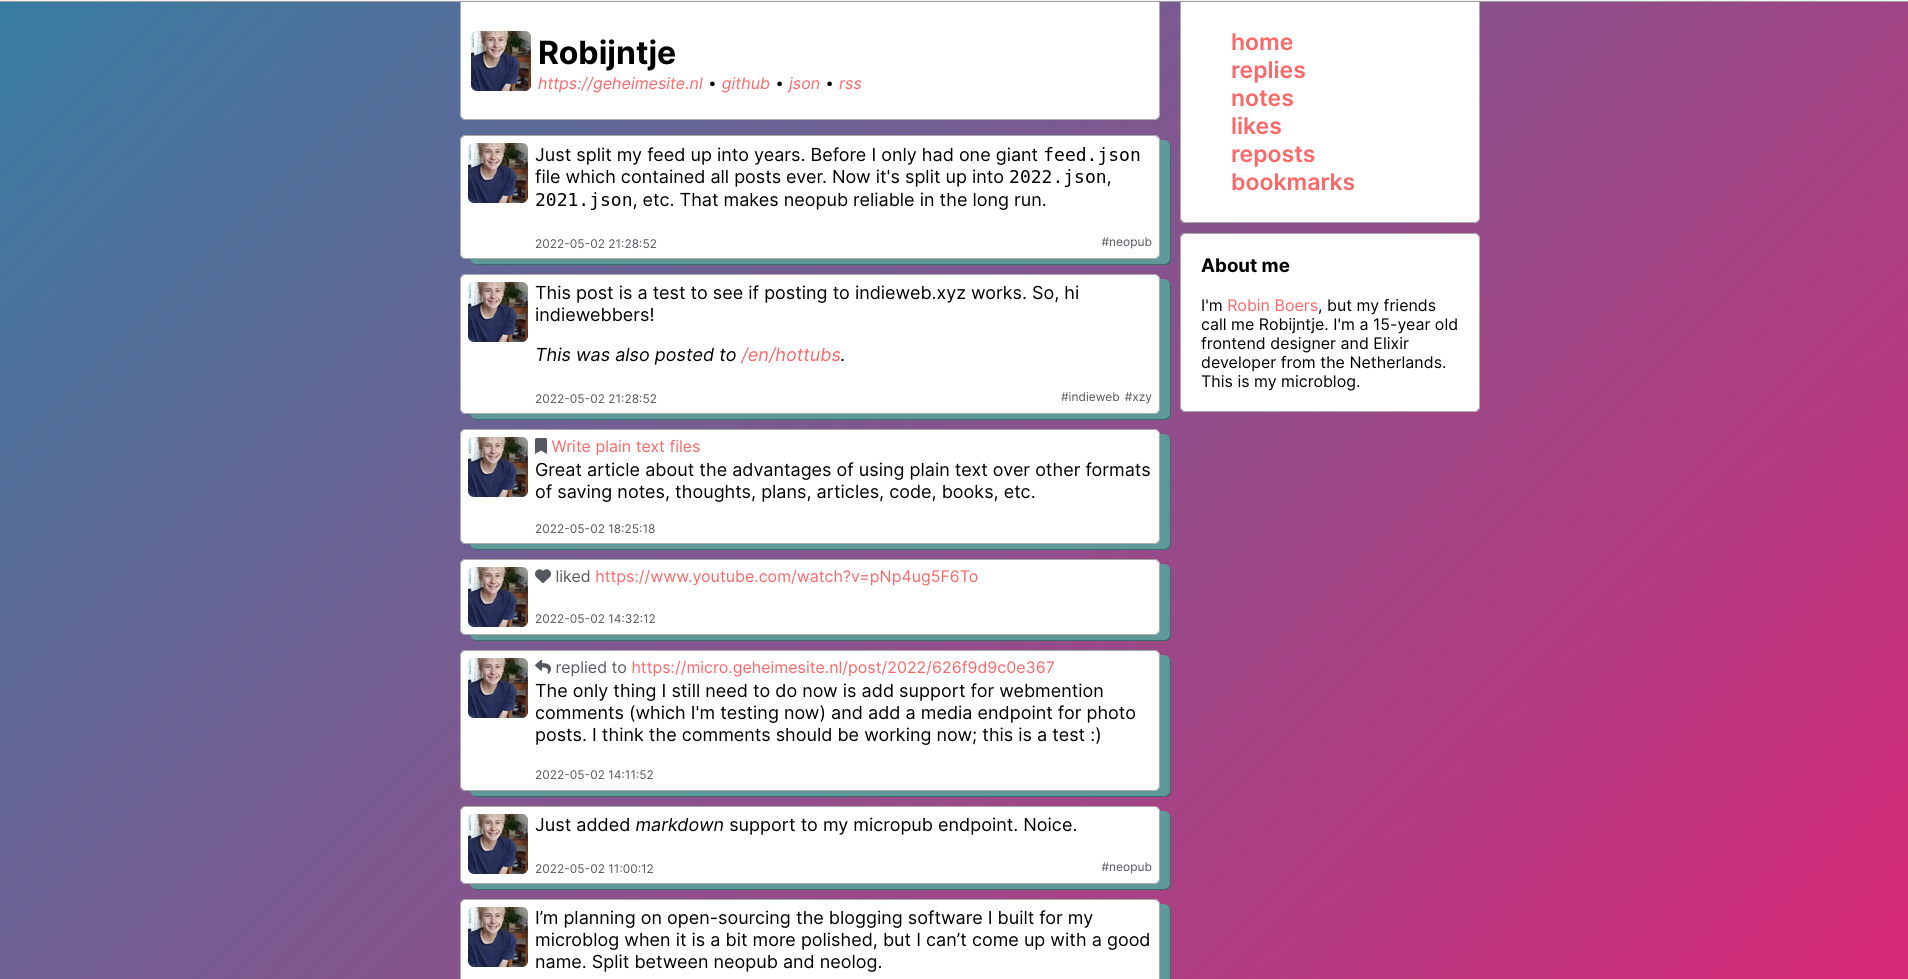 Robijntje
https://geheimesite.nl • github • json • rss
Just split my feed up into years. Before I only had one giant feed.json
file which contained all posts ever. Now it's split up into 2022.json,
2021.json, etc. That makes neopub reliable in the long run.
2022-05-02 21:28:52 #neopub
This post is a test to see if posting to indieweb.xyz works. So, hi
indiewebbers!
This was also posted to /en/hottubs.
2022-05-02 21:28:52 #indieweb #xzy
Write plain text files
Great article about the advantages of using plain text over other formats
of saving notes, thoughts, plans, articles, code, books, etc.
2022-05-02 18:25:18
liked https://www.youtube.com/watch?v=pNp4ug5F6To
2022-05-02 14:32:12
replied to https://micro.geheimesite.nl/post/2022/626f9d9c0e367
The only thing I still need to do now is add support for webmention
comments (which I'm testing now) and add a media endpoint for photo
posts. I think the comments should be working now; this is a test :)
2022-05-02 14:11:52
Just added markdown support to my micropub endpoint. Noice.
2022-05-02 11:00:12 #neopub
I’m planning on open-sourcing the blogging software I built for my
microblog when it is a bit more polished, but I can’t come up with a good
name. Split between neopub and neolog.
home
replies
notes
likes
reposts
bookmarks
About me
I'm Robin Boers, but my friends
call me Robijntje. I'm a 15-year old
frontend designer and Elixir
developer from the Netherlands.
This is my microblog.